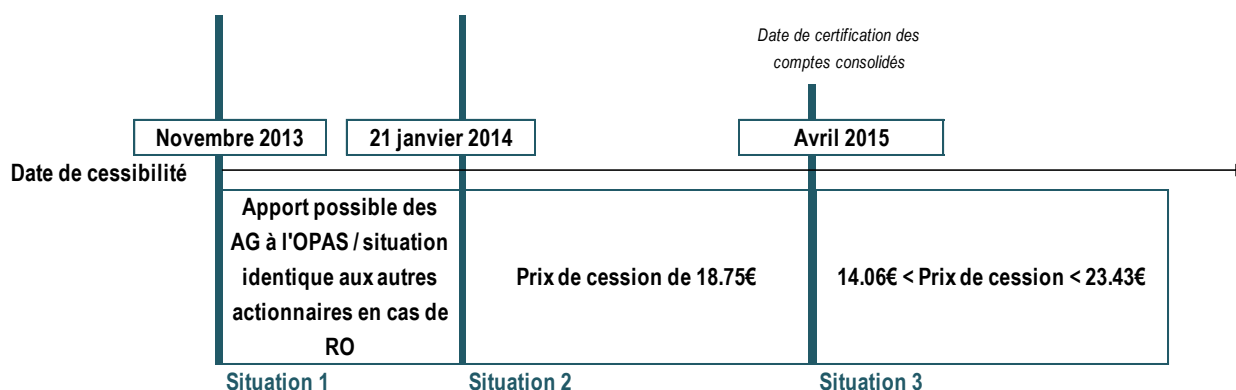 Date de certification des
comptes consolidés
Novembre 2013
21 janvier 2014
Avril 2015
Date de cessibilité
Apport possible des
AG à l'OPAS / situation
identique aux autres
actionnaires en cas de
RO
Prix de cession de 18.75€
14.06€ < Prix de cession < 23.43€
Situation 1
Situation 2
Situation 3